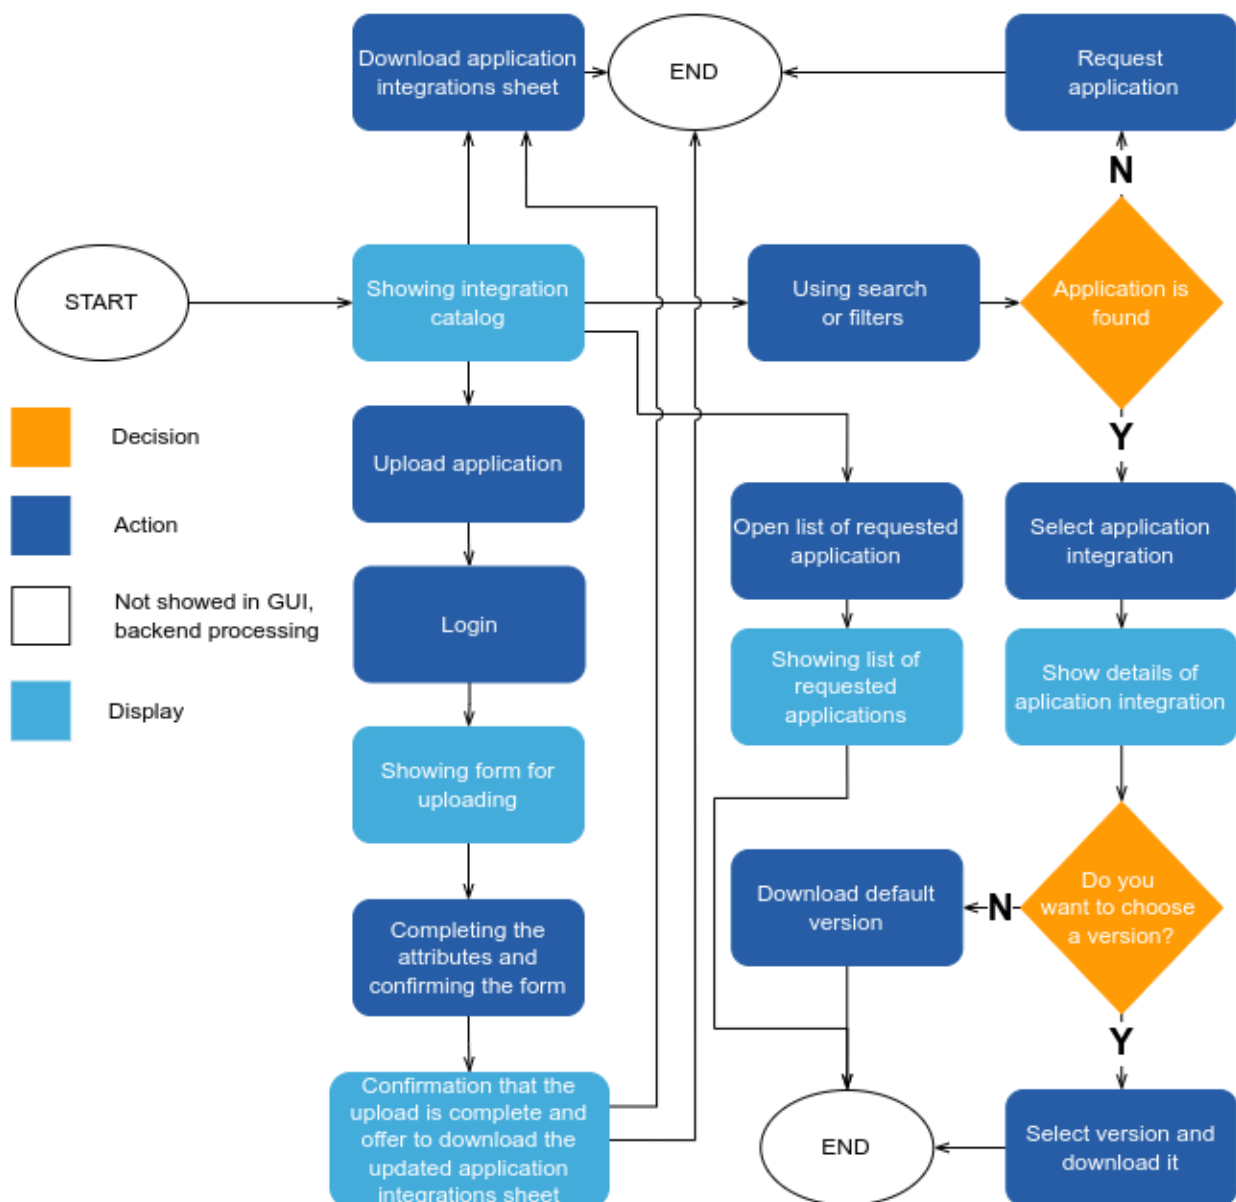 Download application
integrations sheet
END
Request
application
N
START
Showing integration
catalog
Using search
or filters
Application is
found
Decision
Y
Upload application
Action
Open list of requested
application
Select application
integration
Not showed in GUI,
backend processing
Login
Showing list of
requested
applications
Show details of
aplication integration
Display
Showing form for
uploading
Download default
version
N
Do you
want to choose
a version?
Completing the
attributes and
confirming the form
Y
Confirmation that the
upload is complete and
offer to download the
updated application
integrations sheet
END
Select version and
download it